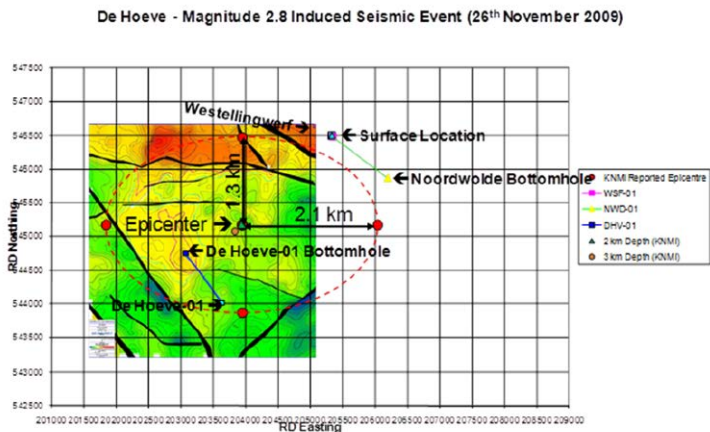 De Hoeve - Magnitude 2.8 Induced Seismic Event (26th November 2009)
547500
547000
546500
546000
545500
545000
544500
544000
543500
543000
542500
RD Northing
Westellingwerf
Surface Location
Noordwolde Bottomhole
1.3 km
2.1 km
Epicenter
De Hoeve-01 Bottomhole
De Hoeve-01
KNMI Reported Epicentre
WSF-01
NWD-01
DHV-01
2 km Depth (KNMI)
3 km Depth (KNMI)
201000 201500 202000 202500 203000 203500 204000 204500 205000 205500 206000 206500 207000 207500 208000 208500 209000
RD Easting